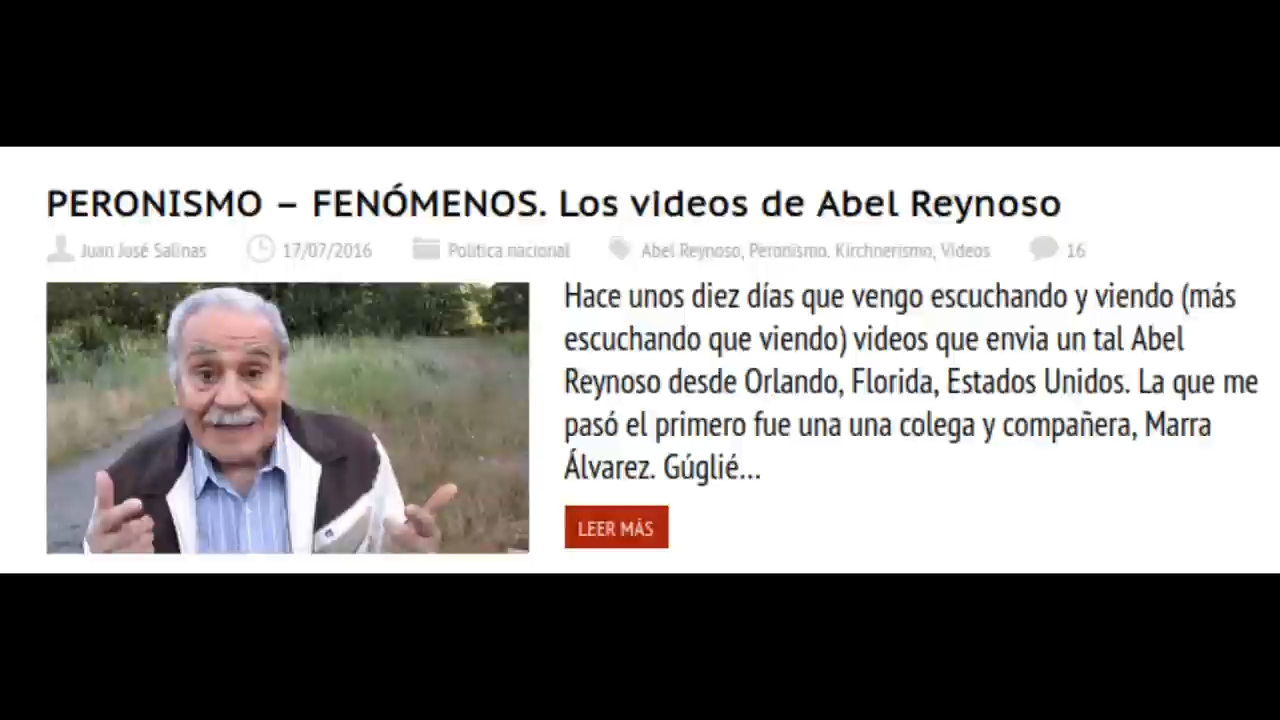 PERONISMO – FENÓMENOS. Los videos de Abel Reynoso
Juan José Salinas 17/07/2016 Política nacional Abel Reynoso, Peronismo. Kirchnerismo, Videos 16
Hace unos diez días que vengo escuchando y viendo (más
escuchando que viendo) videos que envia un tal Abel
Reynoso desde Orlando, Florida, Estados Unidos. La que me
pasó el primero fue una una colega y compañera, Marra
Álvarez. Gúglié...
LEER MÁS